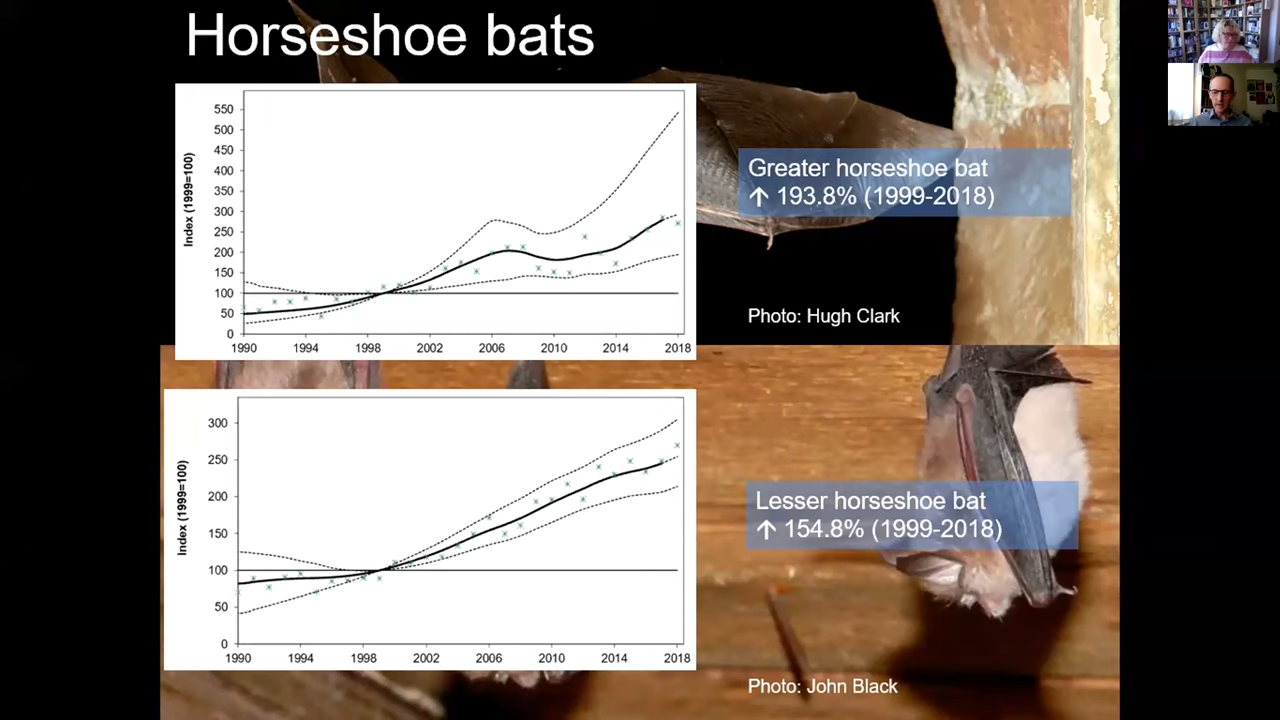 Horseshoe bats
Index (1999=100)
550
500
450
400
350
300
250
200
150
100
50
0
1990 1994 1998 2002 2006 2010 2014 2018
Greater horseshoe bat
↑ 193.8% (1999-2018)
Photo: Hugh Clark
Index (1999=100)
300
250
200
150
100
50
0
1990 1994 1998 2002 2006 2010 2014 2018
Lesser horseshoe bat
↑ 154.8% (1999-2018)
Photo: John Black